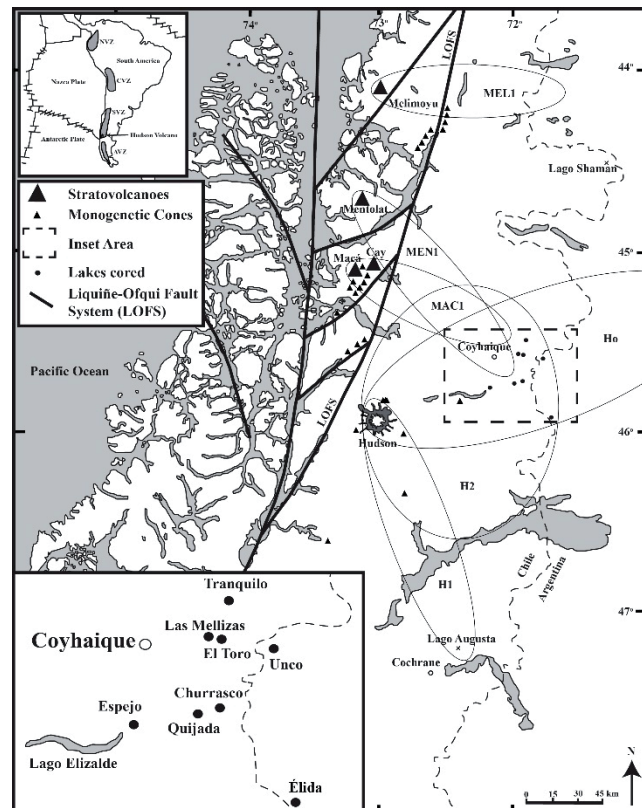 NVZ
South America
Nazca Plate
CVZ
SVZ
Hudson Volcano
Antarctic Plate
AVZ
Stratovolcanoes
Monogenetic Cones
Inset Area
Lakes cored
Liquiñe-Ofqui Fault
System (LOFS)
74°
73
72
44°
LOFS
MEL1
Melimoyu
Lago Shaman
Mentolat
45°
Macá
Cay
MEN1
MAC1
Ho
Coyhaique
Pacific Ocean
LOFS
46°
Hudson
H2
Chile
Argentina
H1
47°
Lago Augusta
Cochrane
Tranquilo
Las Mellizas
Coyhaique
El Toro
Unco
Churrasco
Espejo
Quijada
Lago Elizalde
Élida
N
0 15 30 45 km